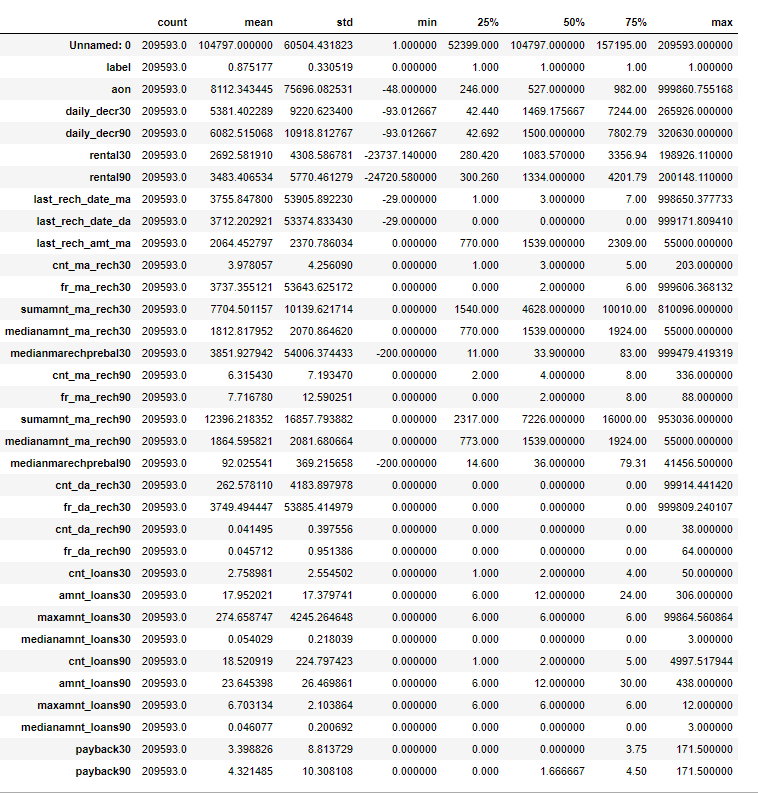 count mean std min 25% 50% 75% max
Unnamed: 0 209593.0 104797.000000 60504.431823 1.000000 52399.000 104797.000000 157195.00 209593.000000
label 209593.0 0.875177 0.330519 0.000000 1.000 1.000000 1.00 1.000000
aon 209593.0 8112.343445 75696.082531 -48.000000 246.000 527.000000 982.00 999860.755168
daily_decr30 209593.0 5381.402289 9220.623400 -93.012667 42.440 1469.175667 7244.00 265926.000000
daily_decr90 209593.0 6082.515068 10918.812767 -93.012667 42.692 1500.000000 7802.79 320630.000000
rental30 209593.0 2692.581910 4308.586781 -23737.140000 280.420 1083.570000 3356.94 198926.110000
rental90 209593.0 3483.406534 5770.461279 -24720.580000 300.260 1334.000000 4201.79 200148.110000
last_rech_date_ma 209593.0 3755.847800 53905.892230 -29.000000 1.000 3.000000 7.00 998650.377733
last_rech_date_da 209593.0 3712.202921 53374.833430 -29.000000 0.000 0.000000 0.00 999171.809410
last_rech_amt_ma 209593.0 2064.452797 2370.786034 0.000000 770.000 1539.000000 2309.00 55000.000000
cnt_ma_rech30 209593.0 3.978057 4.256090 0.000000 1.000 3.000000 5.00 203.000000
fr_ma_rech30 209593.0 3737.355121 53643.625172 0.000000 0.000 2.000000 6.00 999606.368132
sumamnt_ma_rech30 209593.0 7704.501157 10139.621714 0.000000 1540.000 4628.000000 10010.00 810096.000000
medianamnt_ma_rech30 209593.0 1812.817952 2070.864620 0.000000 770.000 1539.000000 1924.00 55000.000000
medianmarechprebal30 209593.0 3851.927942 54006.374433 -200.000000 11.000 33.900000 83.00 999479.419319
cnt_ma_rech90 209593.0 6.315430 7.193470 0.000000 2.000 4.000000 8.00 336.000000
fr_ma_rech90 209593.0 7.716780 12.590251 0.000000 0.000 2.000000 8.00 88.000000
sumamnt_ma_rech90 209593.0 12396.218352 16857.793882 0.000000 2317.000 7226.000000 16000.00 953036.000000
medianamnt_ma_rech90 209593.0 1864.595821 2081.680664 0.000000 773.000 1539.000000 1924.00 55000.000000
medianmarechprebal90 209593.0 92.025541 369.215658 -200.000000 14.600 36.000000 79.31 41456.500000
cnt_da_rech30 209593.0 262.578110 4183.897978 0.000000 0.000 0.000000 0.00 99914.441420
fr_da_rech30 209593.0 3749.494447 53885.414979 0.000000 0.000 0.000000 0.00 999809.240107
cnt_da_rech90 209593.0 0.041495 0.397556 0.000000 0.000 0.000000 0.00 38.000000
fr_da_rech90 209593.0 0.045712 0.951386 0.000000 0.000 0.000000 0.00 64.000000
cnt_loans30 209593.0 2.758981 2.554502 0.000000 1.000 2.000000 4.00 50.000000
amnt_loans30 209593.0 17.952021 17.379741 0.000000 6.000 12.000000 24.00 306.000000
maxamnt_loans30 209593.0 274.658747 4245.264648 0.000000 6.000 6.000000 6.00 99864.560864
medianamnt_loans30 209593.0 0.054029 0.218039 0.000000 0.000 0.000000 0.00 3.000000
cnt_loans90 209593.0 18.520919 224.797423 0.000000 1.000 2.000000 5.00 4997.517944
amnt_loans90 209593.0 23.645398 26.469861 0.000000 6.000 12.000000 30.00 438.000000
maxamnt_loans90 209593.0 6.703134 2.103864 0.000000 6.000 6.000000 6.00 12.000000
medianamnt_loans90 209593.0 0.046077 0.200692 0.000000 0.000 0.000000 0.00 3.000000
payback30 209593.0 3.398826 8.813729 0.000000 0.000 0.000000 3.75 171.500000
payback90 209593.0 4.321485 10.308108 0.000000 0.000 1.666667 4.50 171.500000